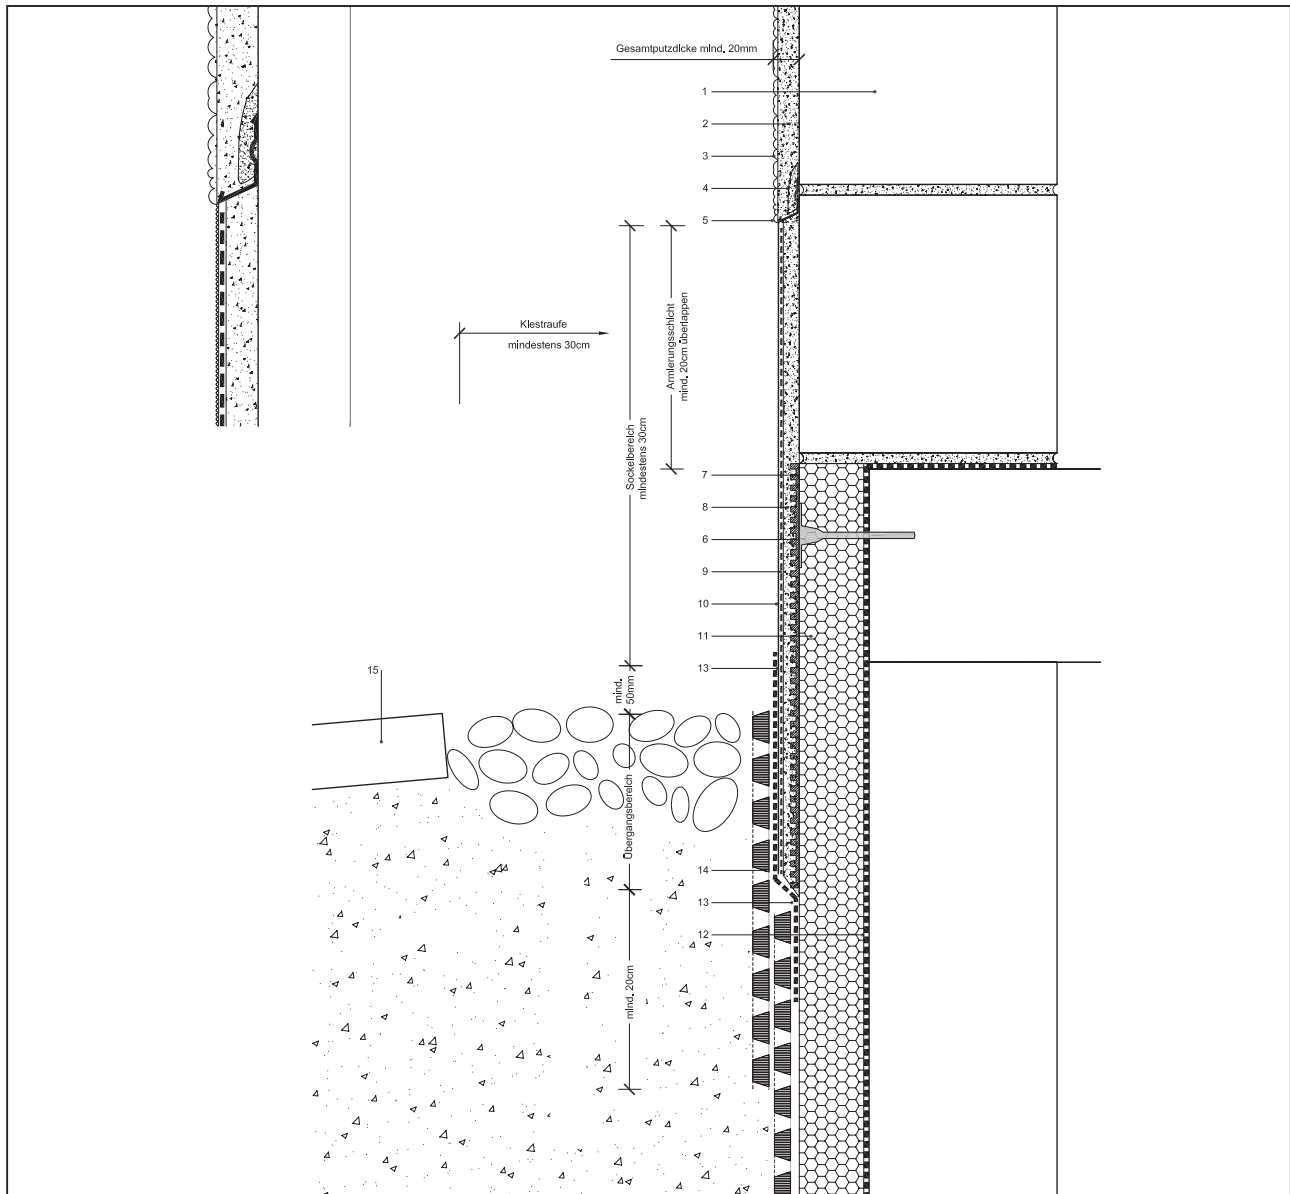 Gesamtputzdicke mind. 20mm
1
2
3
4
5
Kiestraufe
mindestens 30cm
Sockelbereich
mindestens 30cm
Armierungsschicht
mind. 20cm überlappen
7
8
6
9
10
11
13
15
mind.
50mm
Übergangsbereich
14
13
12
mind. 20cm